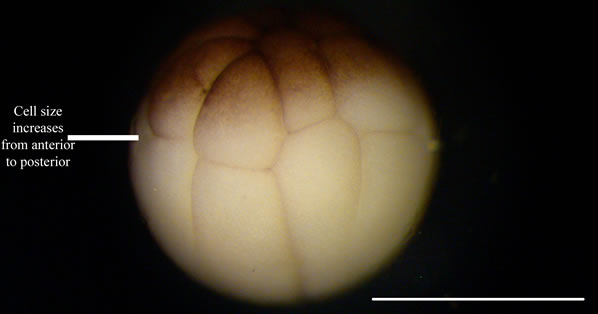 Cell size
increases
from anterior
to posterior